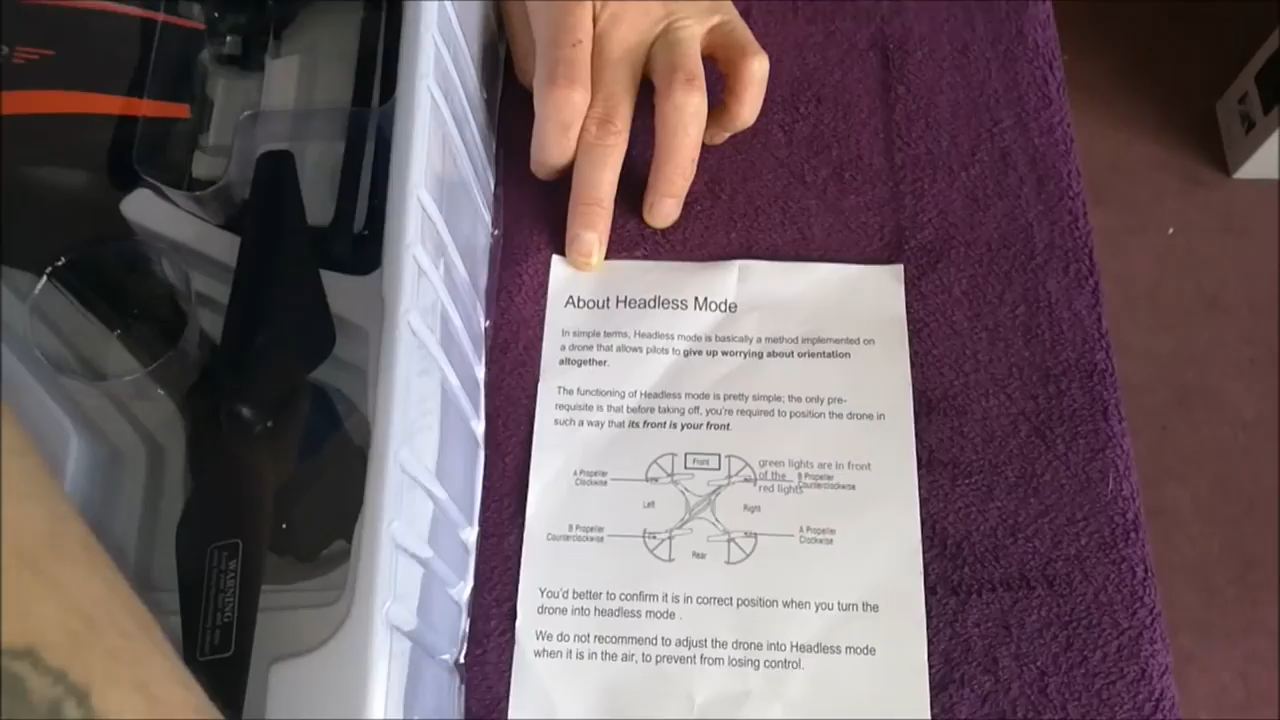 About Headless Mode
In simple terms, Headless mode is basically a method implemented on
a drone that allows pilots to give up worrying about orientation
altogether.
The functioning of Headless mode is pretty simple; the only pre-
requisite is that before taking off, you're required to position the drone in
such a way that its front is your front.
Front
A Propeller
Clockwise
green lights are in front
of the
red lights
B Propeller
Counterclockwise
Left
Right
B Propeller
Counterclockwise
A Propeller
Clockwise
Rear
You'd better to confirm it is in correct position when you turn the
drone into headless mode .
We do not recommend to adjust the drone into Headless mode
when it is in the air, to prevent from losing control.
WARNING